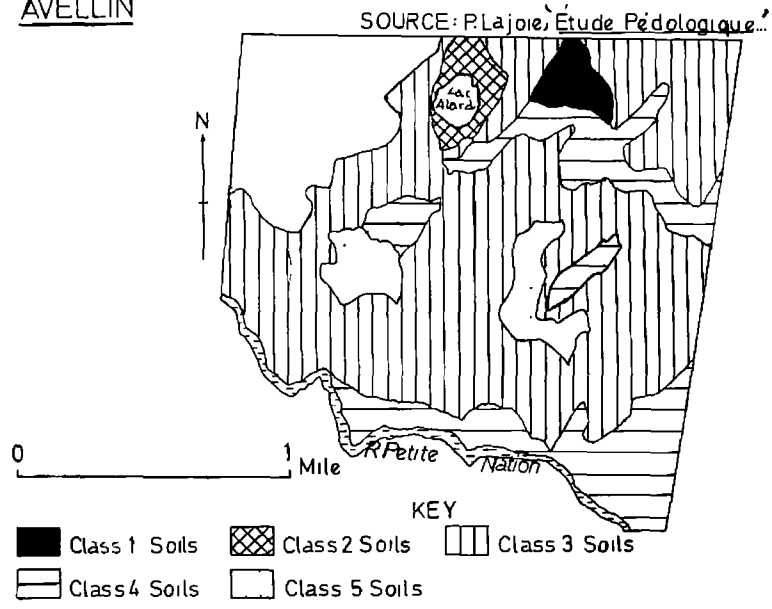 AVELLIN
SOURCE: P. Lajoie, 'Étude Pédologique...'
Lac
Alard
N
0 1 Mile
R Petite Nation
KEY
Class 1 Soils Class 2 Soils Class 3 Soils
Class 4 Soils Class 5 Soils